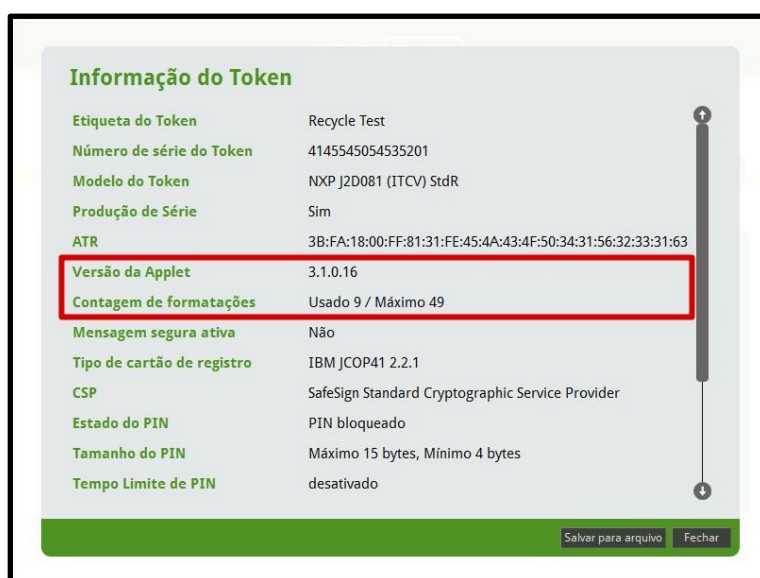 Informação do Token
Etiqueta do Token Recycle Test
Número de série do Token 4145545054535201
Modelo do Token NXP J2D081 (ITCV) StdR
Produção de Série Sim
ATR 3B:FA:18:00:FF:81:31:FE:45:4A:43:4F:50:34:31:56:32:33:31:63
Versão da Applet 3.1.0.16
Contagem de formatações Usado 9 / Máximo 49
Mensagem segura ativa Não
Tipo de cartão de registro IBM JCOP41 2.2.1
CSP SafeSign Standard Cryptographic Service Provider
Estado do PIN PIN bloqueado
Tamanho do PIN Máximo 15 bytes, Mínimo 4 bytes
Tempo Limite de PIN desativado
Salvar para arquivo Fechar